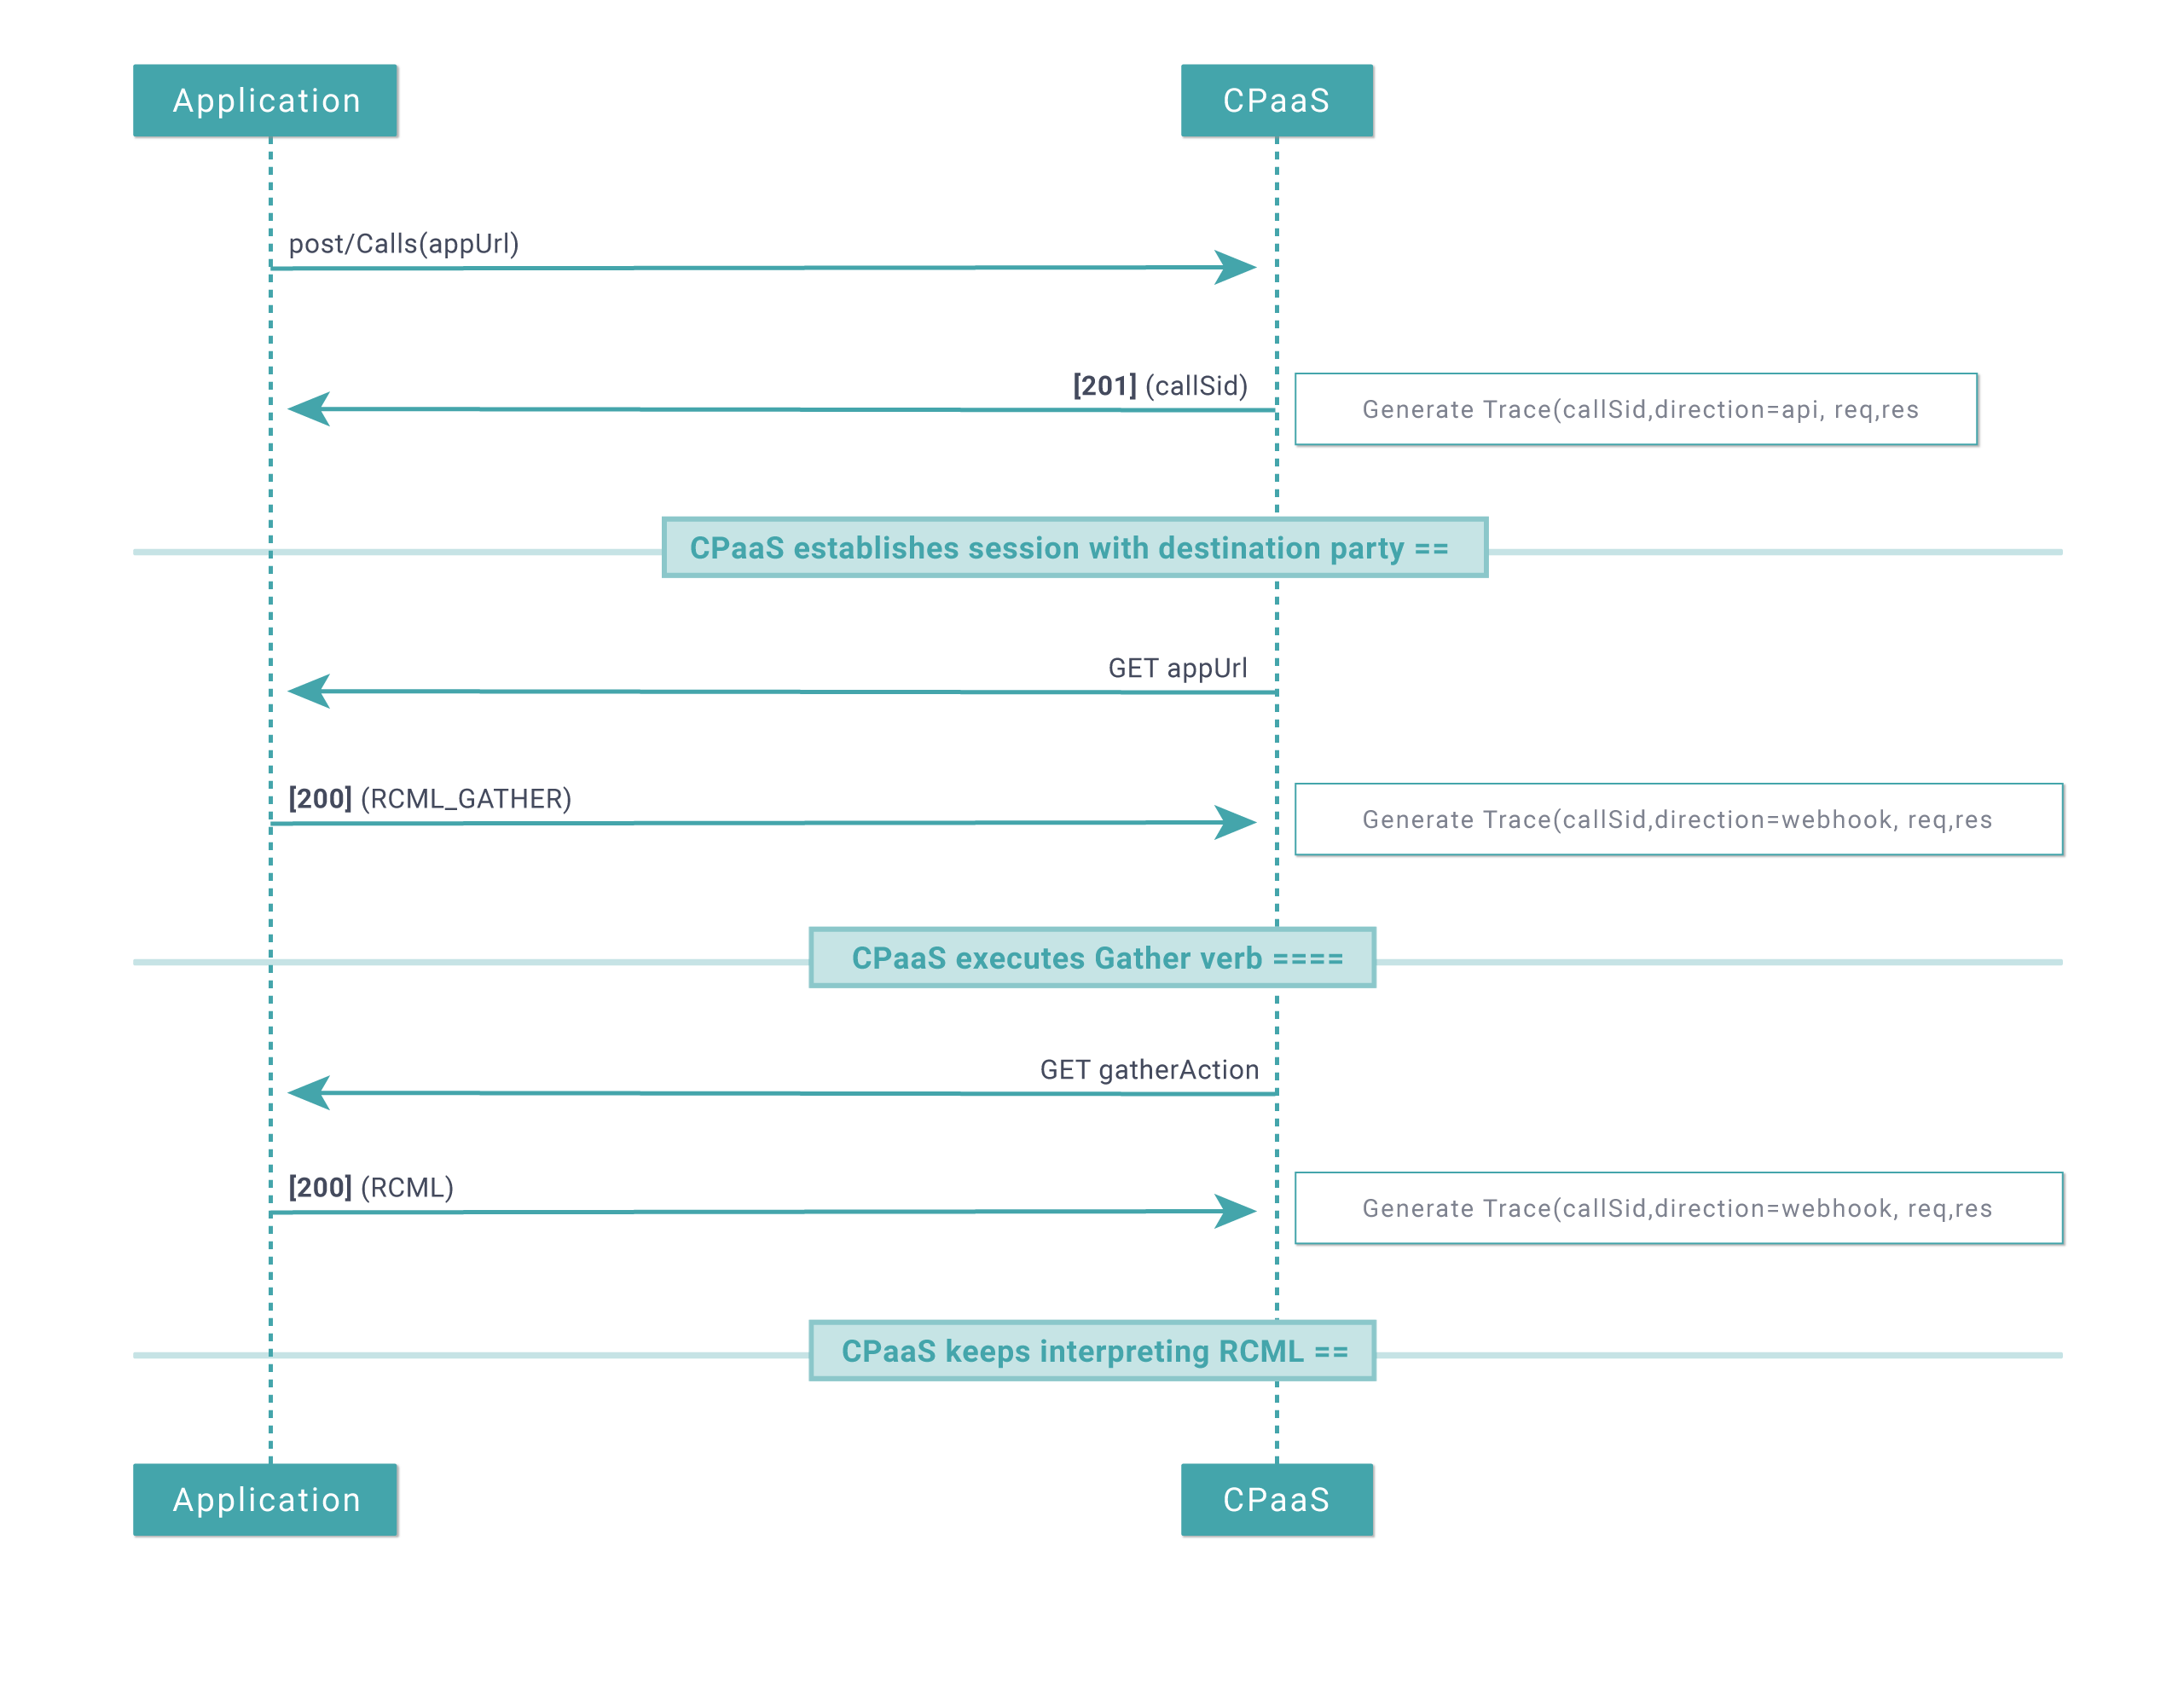 Application
CPaaS
post/Calls(appUrl)
[201] (callSid)
Generate Trace(callSid,direction=api, req,res
CPaaS establishes session with destination party ==
GET appUrl
[200] (RCML_GATHER)
Generate Trace(callSid,direction=webhook, req,res
CPaaS executes Gather verb ====
GET gatherAction
[200] (RCML)
Generate Trace(callSid,direction=webhook, req,res
CPaaS keeps interpreting RCML ==
Application
CPaaS